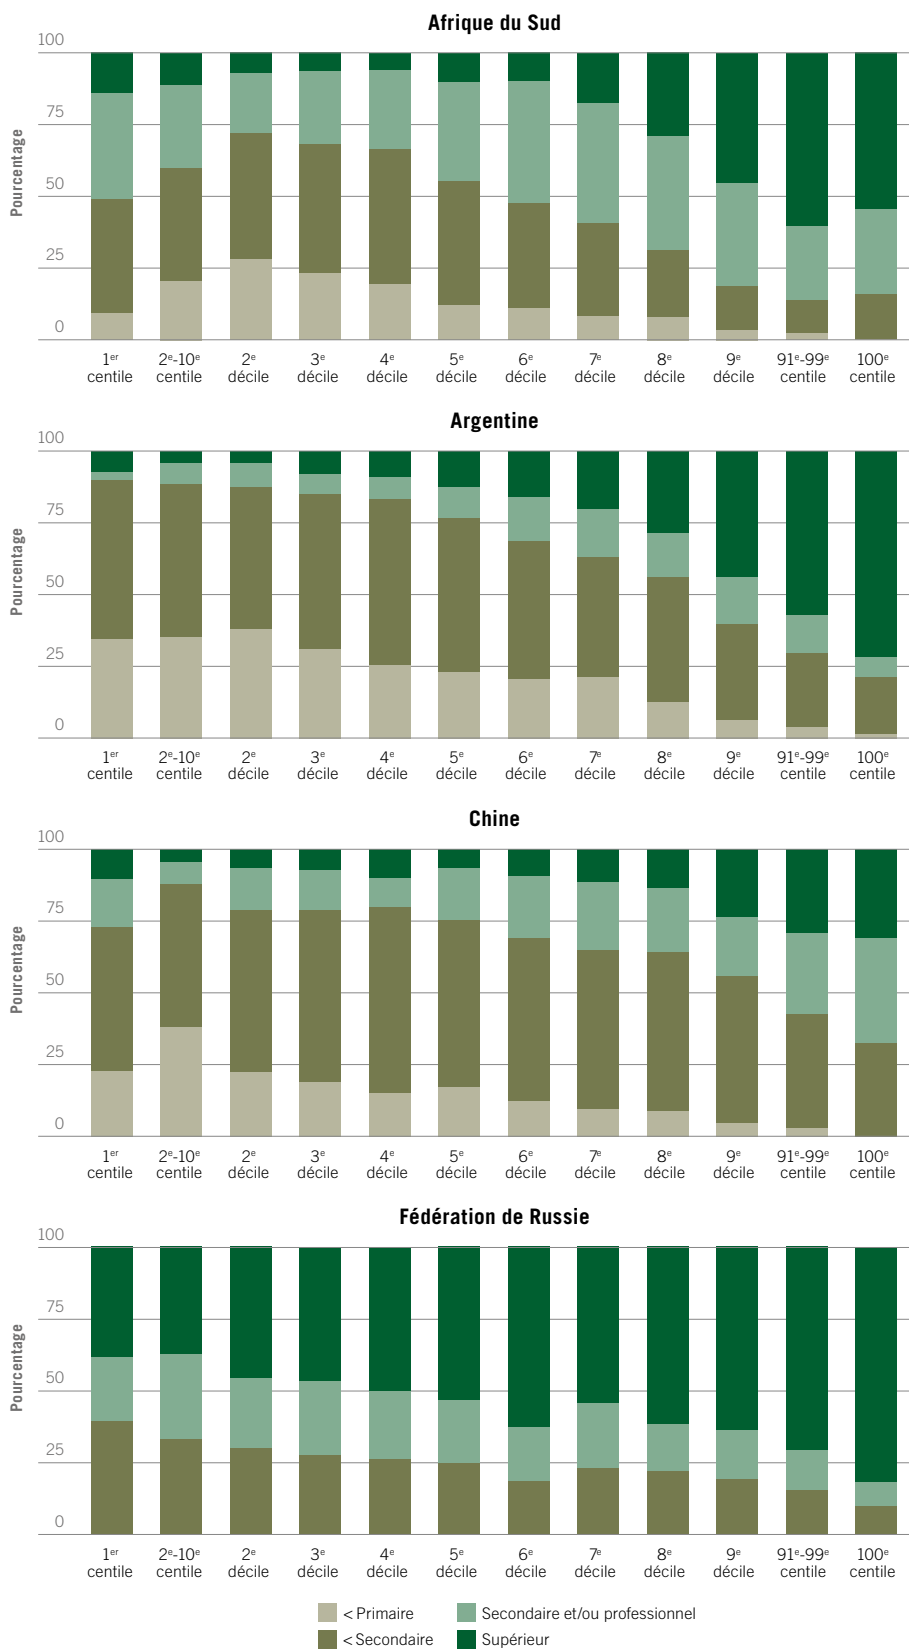 Afrique du Sud
100
75
50
25
0
Pourcentage
1er centile
2e-10e centile
2e décile
3e décile
4e décile
5e décile
6e décile
7e décile
8e décile
9e décile
91e-99e centile
100e centile
Argentine
100
75
50
25
0
Pourcentage
1er centile
2e-10e centile
2e décile
3e décile
4e décile
5e décile
6e décile
7e décile
8e décile
9e décile
91e-99e centile
100e centile
Chine
100
75
50
25
0
Pourcentage
1er centile
2e-10e centile
2e décile
3e décile
4e décile
5e décile
6e décile
7e décile
8e décile
9e décile
91e-99e centile
100e centile
Fédération de Russie
100
75
50
25
0
Pourcentage
1er centile
2e-10e centile
2e décile
3e décile
4e décile
5e décile
6e décile
7e décile
8e décile
9e décile
91e-99e centile
100e centile
< Primaire
Secondaire et/ou professionnel
< Secondaire
Supérieur